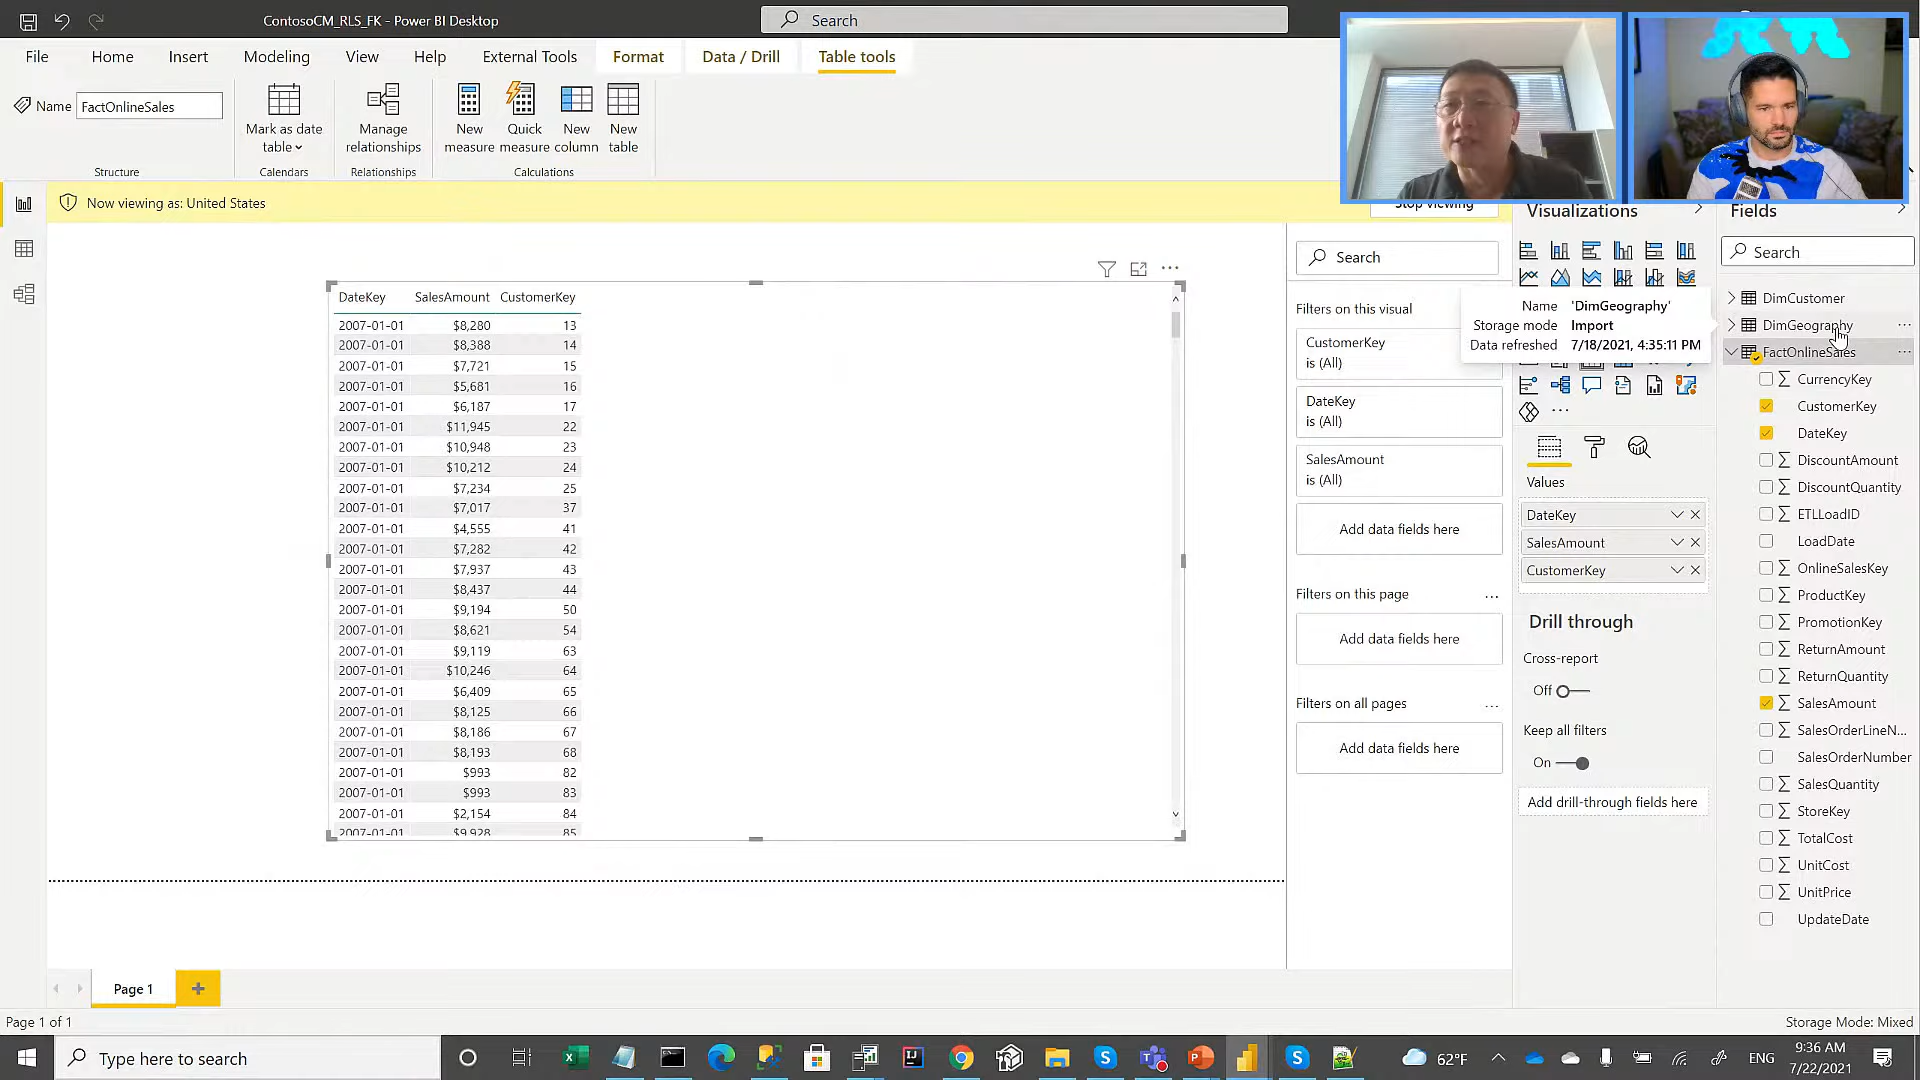 ContosoCM_RLS_FK - Power BI Desktop
Search
File Home Insert Modeling View Help External Tools Format Data / Drill Table tools
Name FactOnlineSales
Mark as date table
Manage relationships
New measure
Quick measure
New column
New table
Structure Calendars Relationships Calculations
Now viewing as: United States
Stop viewing
DateKey SalesAmount CustomerKey
2007-01-01 $8,280 13
2007-01-01 $8,388 14
2007-01-01 $7,721 15
2007-01-01 $5,681 16
2007-01-01 $6,187 17
2007-01-01 $11,945 22
2007-01-01 $10,948 23
2007-01-01 $10,212 24
2007-01-01 $7,234 25
2007-01-01 $7,017 37
2007-01-01 $4,555 41
2007-01-01 $7,282 42
2007-01-01 $7,937 43
2007-01-01 $8,437 44
2007-01-01 $9,194 50
2007-01-01 $8,621 54
2007-01-01 $9,119 63
2007-01-01 $10,246 64
2007-01-01 $6,409 65
2007-01-01 $8,125 66
2007-01-01 $8,186 67
2007-01-01 $8,193 68
2007-01-01 $993 82
2007-01-01 $993 83
2007-01-01 $2,154 84
2007-01-01 $9,928 85
Search
Filters on this visual
CustomerKey
is (All)
DateKey
is (All)
SalesAmount
is (All)
Add data fields here
Filters on this page ...
Add data fields here
Filters on all pages ...
Add data fields here
Visualizations
Name 'DimGeography'
Storage mode Import
Data refreshed 7/18/2021, 4:35:11 PM
Values
DateKey
SalesAmount
CustomerKey
Drill through
Cross-report
Off
Keep all filters
On
Add drill-through fields here
Fields
Search
DimCustomer
DimGeography
FactOnlineSales
CurrencyKey
CustomerKey
DateKey
DiscountAmount
DiscountQuantity
ETLLoadID
LoadDate
OnlineSalesKey
ProductKey
PromotionKey
ReturnAmount
ReturnQuantity
SalesAmount
SalesOrderLineN...
SalesOrderNumber
SalesQuantity
StoreKey
TotalCost
UnitCost
UnitPrice
UpdateDate
Page 1
Page 1 of 1
Storage Mode: Mixed
Type here to search
62°F
ENG
9:36 AM
7/22/2021